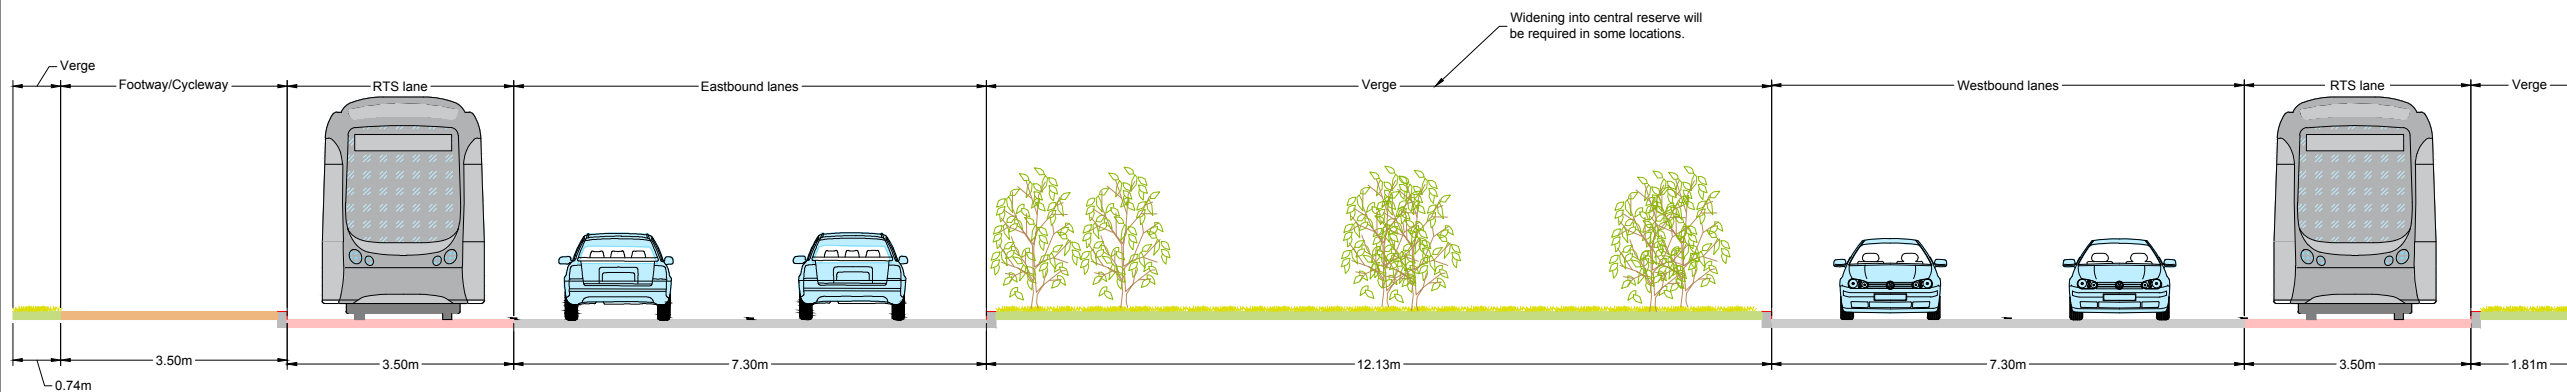 Widening into central reserve will
be required in some locations.
Verge
Footway/Cycleway
RTS lane
Eastbound lanes
Verge
Westbound lanes
RTS lane
Verge
3.50m
3.50m
7.30m
12.13m
7.30m
3.50m
1.81m
0.74m